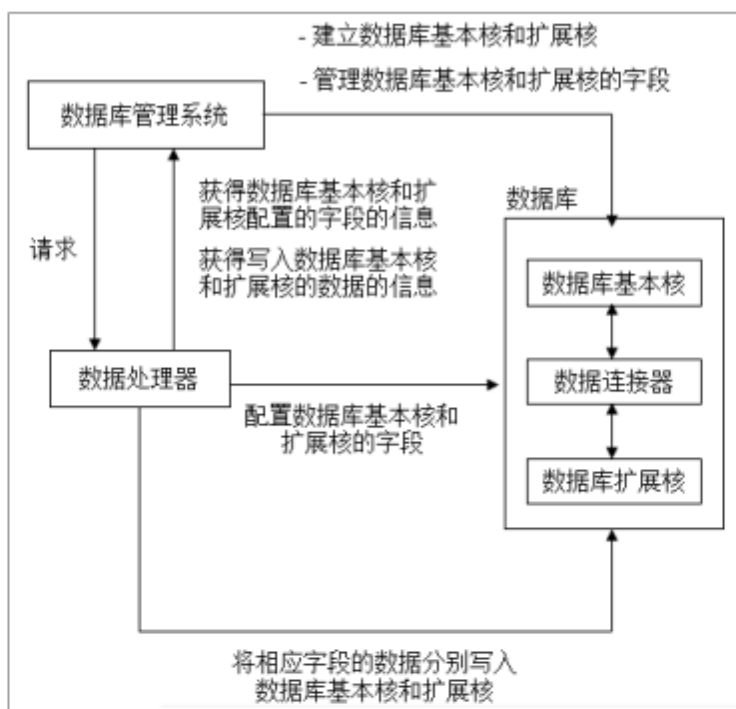 - 建立数据库基本核和扩展核
- 管理数据库基本核和扩展核的字段
数据库管理系统
获得数据库基本核和扩
展核配置的字段的信息
数据库
请求
获得写入数据库基本核
和扩展核的数据的信息
数据库基本核
数据处理器
数据连接器
配置数据库基本核和
扩展核的字段
数据库扩展核
将相应字段的数据分别写入
数据库基本核和扩展核